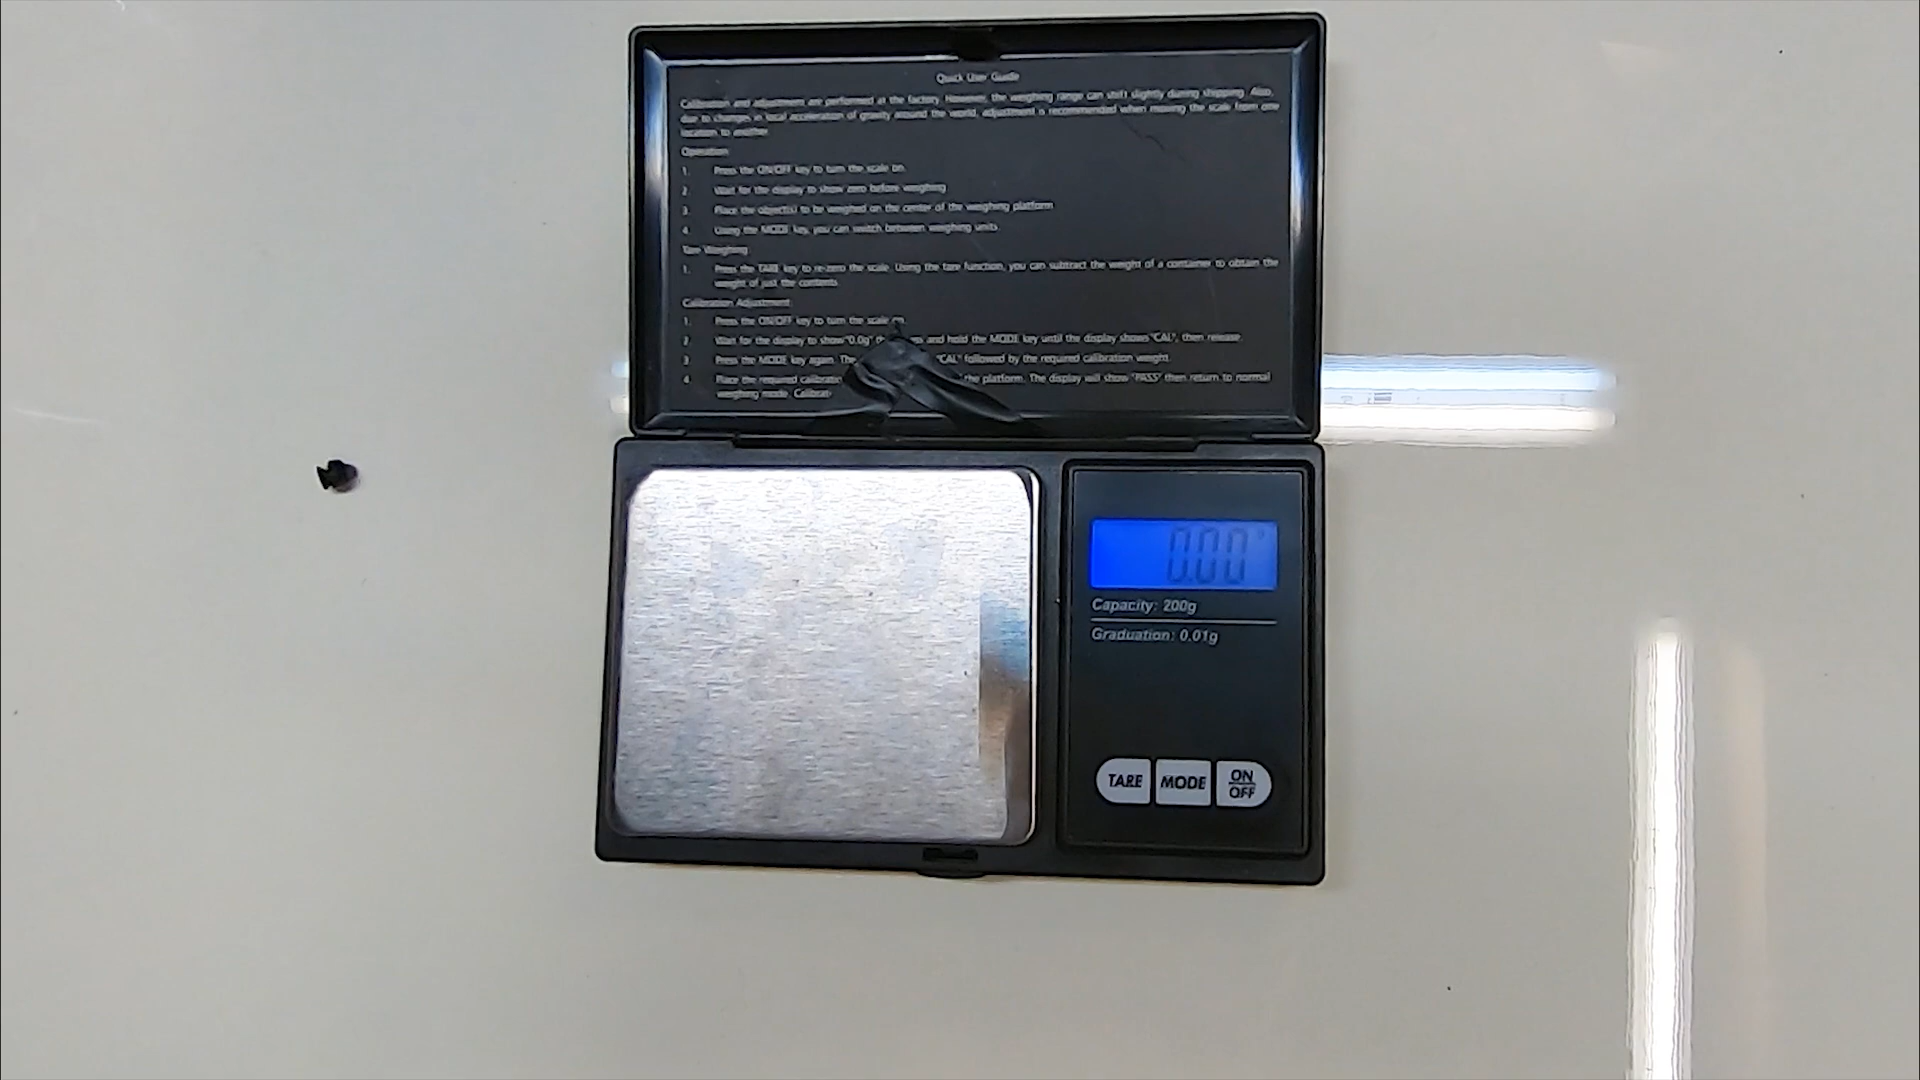 Quick User Guide
Calibration and adjustment are performed at the factory. However, the weighing range can shift slightly during shipping. Also,
due to changes in local acceleration of gravity around the world, adjustment is recommended when moving the scale from one
location to another.
Operation
1. Press the ON/OFF key to turn the scale on.
2. Wait for the display to show zero before weighing.
3. Place the object(s) to be weighed on the center of the weighing platform.
4. Using the MODE key, you can switch between weighing units.
Tare Weighing
1. Press the TARE key to re-zero the scale. Using the tare function, you can subtract the weight of a container to obtain the
weight of just the contents.
Calibration Adjustment
1. Press the ON/OFF key to turn the scale on.
2. Wait for the display to show "0.0g" and hold the MODE key until the display shows "CAL", then release.
3. Press the MODE key again. The "CAL" followed by the required calibration weight.
4. Place the required the platform. The display will show "PASS" then return to normal
weighing mode.
0.00
Capacity: 200g
Graduation: 0.01g
TARE MODE ON
OFF